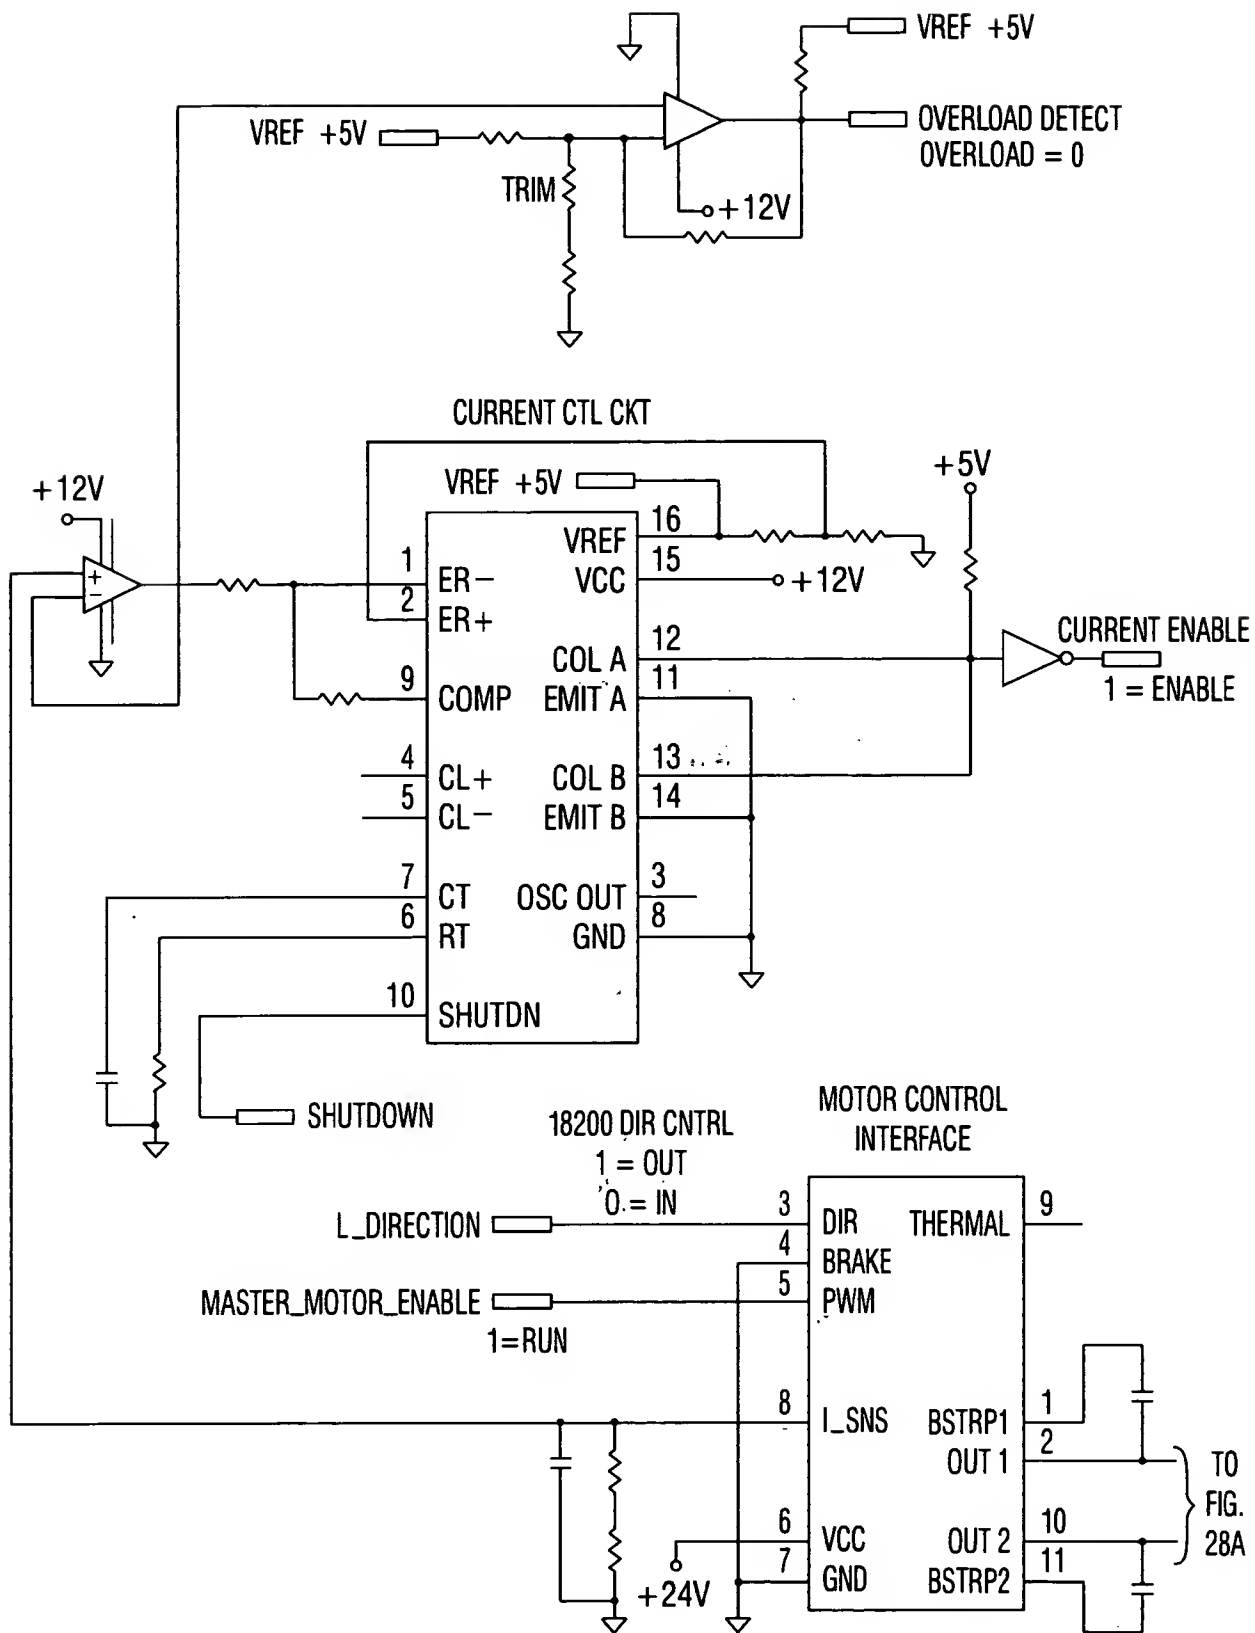 VREF +5V
VREF +5V
OVERLOAD DETECT
OVERLOAD = 0
TRIM
+12V
CURRENT CTL CKT
VREF +5V
+5V
+12V
16
VREF
15
VCC
+12V
1
ER−
2
ER+
12
COL A
11
EMIT A
CURRENT ENABLE
1 = ENABLE
9
COMP
+
−
4
CL+
5
CL−
13
COL B
14
EMIT B
7
CT
6
RT
3
OSC OUT
8
GND
10
SHUTDN
SHUTDOWN
18200 DIR CNTRL
1 = OUT
0 = IN
MOTOR CONTROL
INTERFACE
L_DIRECTION
3
DIR
THERMAL
9
4
BRAKE
MASTER_MOTOR_ENABLE
5
PWM
1=RUN
8
I_SNS
BSTRP1
1
OUT 1
2
TO
FIG.
28A
6
VCC
OUT 2
10
+24V
7
GND
BSTRP2
11